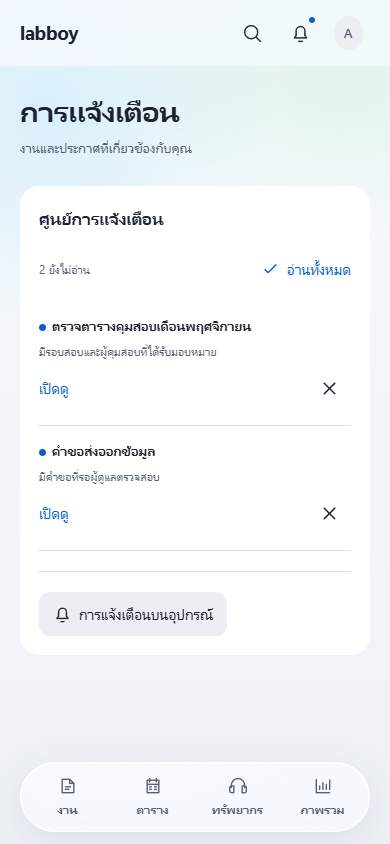 labboy
A
การแจ้งเตือน
งานและประกาศที่เกี่ยวข้องกับคุณ
ศูนย์การแจ้งเตือน
2 ยังไม่อ่าน
อ่านทั้งหมด
ตรวจตารางคุมสอบเดือนพฤศจิกายน
มีรอบสอบและผู้คุมสอบที่ได้รับมอบหมาย
เปิดดู
คำขอส่งออกข้อมูล
มีคำขอที่รอผู้ดูแลตรวจสอบ
เปิดดู
การแจ้งเตือนบนอุปกรณ์
งาน
ตาราง
ทรัพยากร
ภาพรวม